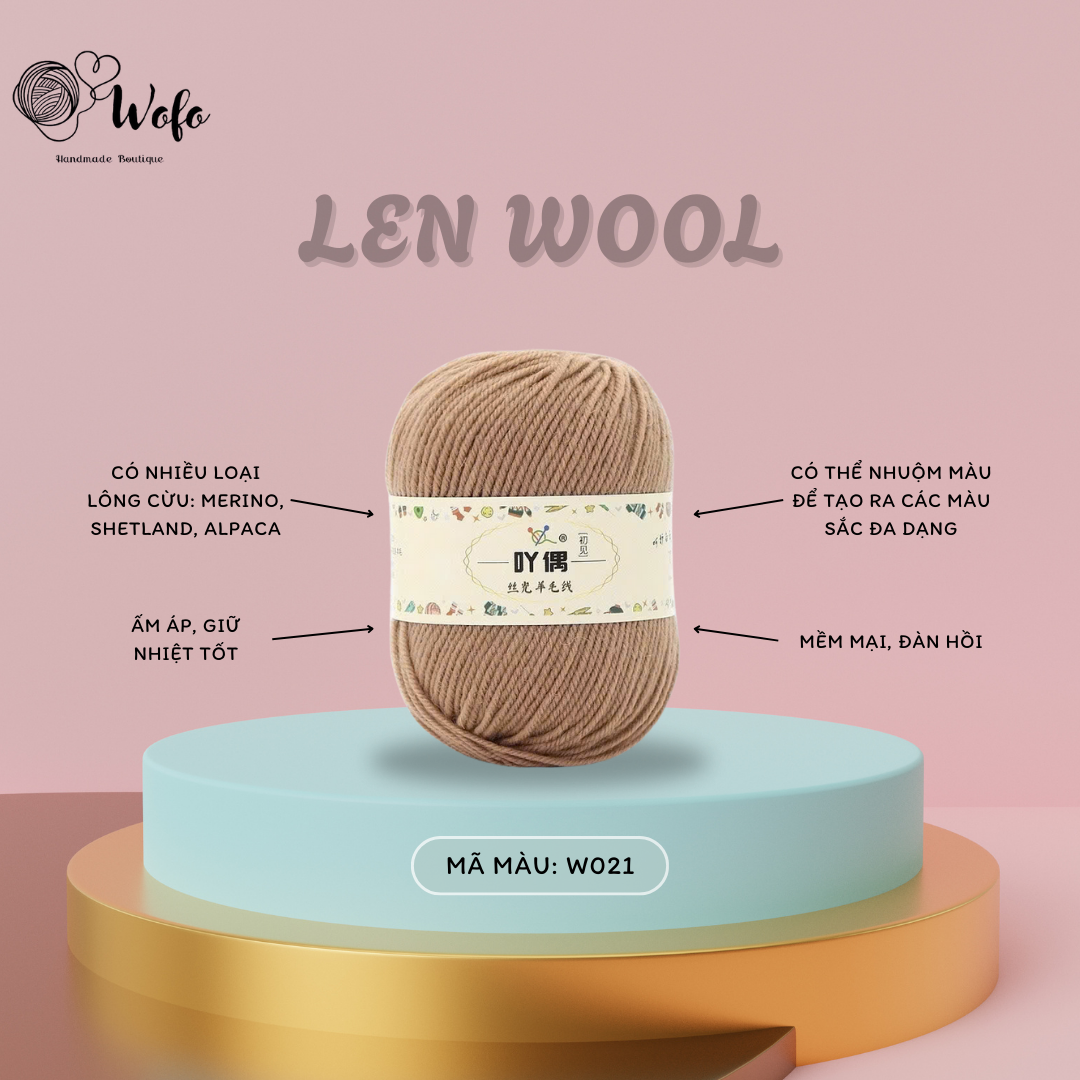 Wofo
Handmade Boutique
LEN WOOL
CÓ NHIỀU LOẠI
LÔNG CỪU: MERINO,
SHETLAND, ALPACA
CÓ THỂ NHUỘM MÀU
ĐỂ TẠO RA CÁC MÀU
SẮC ĐA DẠNG
初见
吖偶
丝光羊毛线
ẤM ÁP, GIỮ
NHIỆT TỐT
MỀM MẠI, ĐÀN HỒI
MÃ MÀU: W021